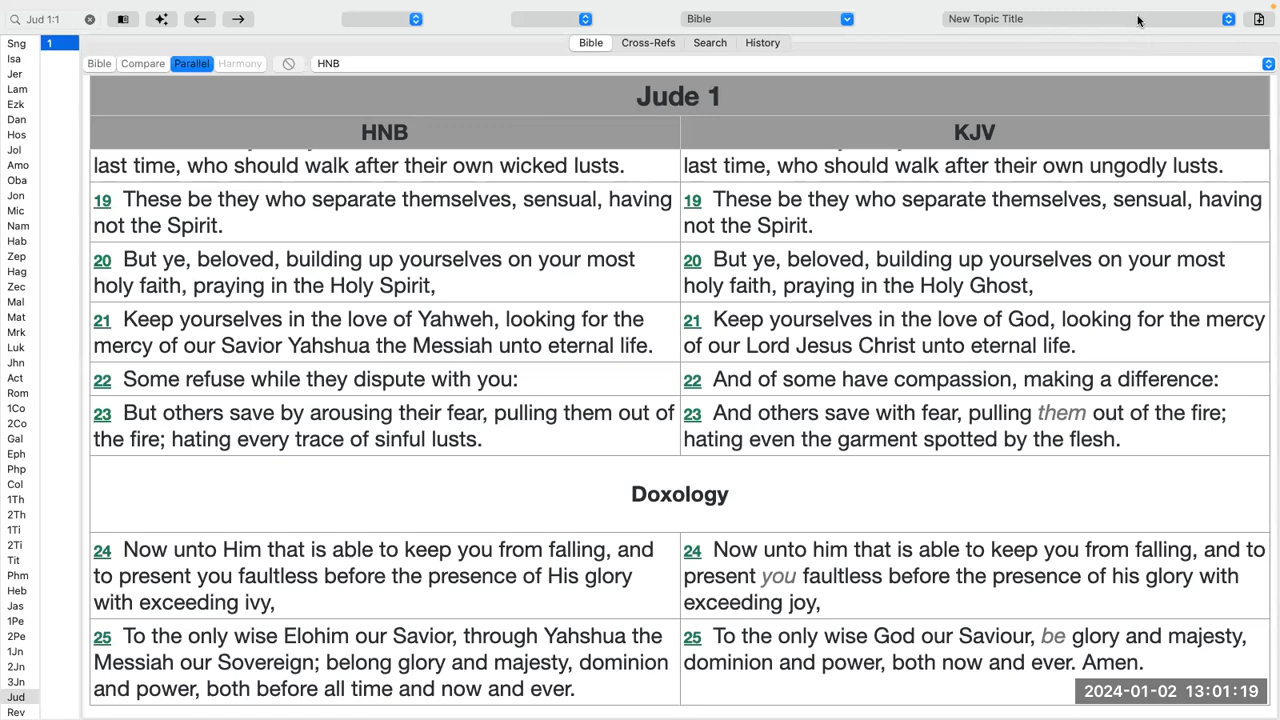 Jud 1:1
Bible
New Topic Title
Bible Cross-Refs Search History
Bible Compare Parallel Harmony HNB
Sng
Isa
Jer
Lam
Ezk
Dan
Hos
Jol
Amo
Oba
Jon
Mic
Nam
Hab
Zep
Hag
Zec
Mal
Mat
Mrk
Luk
Jhn
Act
Rom
1Co
2Co
Gal
Eph
Php
Col
1Th
2Th
1Ti
2Ti
Tit
Phm
Heb
Jas
1Pe
2Pe
1Jn
2Jn
3Jn
Jud
Rev
1
Jude 1
HNB
last time, who should walk after their own wicked lusts.
19 These be they who separate themselves, sensual, having
not the Spirit.
20 But ye, beloved, building up yourselves on your most
holy faith, praying in the Holy Spirit,
21 Keep yourselves in the love of Yahweh, looking for the
mercy of our Savior Yahshua the Messiah unto eternal life.
22 Some refuse while they dispute with you:
23 But others save by arousing their fear, pulling them out of
the fire; hating every trace of sinful lusts.
KJV
last time, who should walk after their own ungodly lusts.
19 These be they who separate themselves, sensual, having
not the Spirit.
20 But ye, beloved, building up yourselves on your most
holy faith, praying in the Holy Ghost,
21 Keep yourselves in the love of God, looking for the mercy
of our Lord Jesus Christ unto eternal life.
22 And of some have compassion, making a difference:
23 And others save with fear, pulling them out of the fire;
hating even the garment spotted by the flesh.
Doxology
24 Now unto Him that is able to keep you from falling, and
to present you faultless before the presence of His glory
with exceeding ivy,
25 To the only wise Elohim our Savior, through Yahshua the
Messiah our Sovereign; belong glory and majesty, dominion
and power, both before all time and now and ever.
24 Now unto him that is able to keep you from falling, and to
present you faultless before the presence of his glory with
exceeding joy,
25 To the only wise God our Saviour, be glory and majesty,
dominion and power, both now and ever. Amen.
2024-01-02 13:01:19